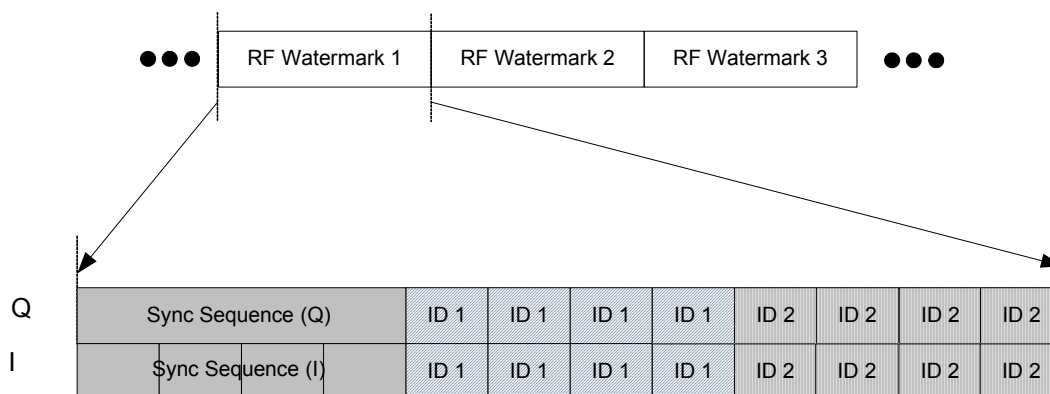 RF Watermark 1 RF Watermark 2 RF Watermark 3
Q Sync Sequence (Q) ID 1 ID 1 ID 1 ID 1 ID 2 ID 2 ID 2 ID 2
I Sync Sequence (I) ID 1 ID 1 ID 1 ID 1 ID 2 ID 2 ID 2 ID 2